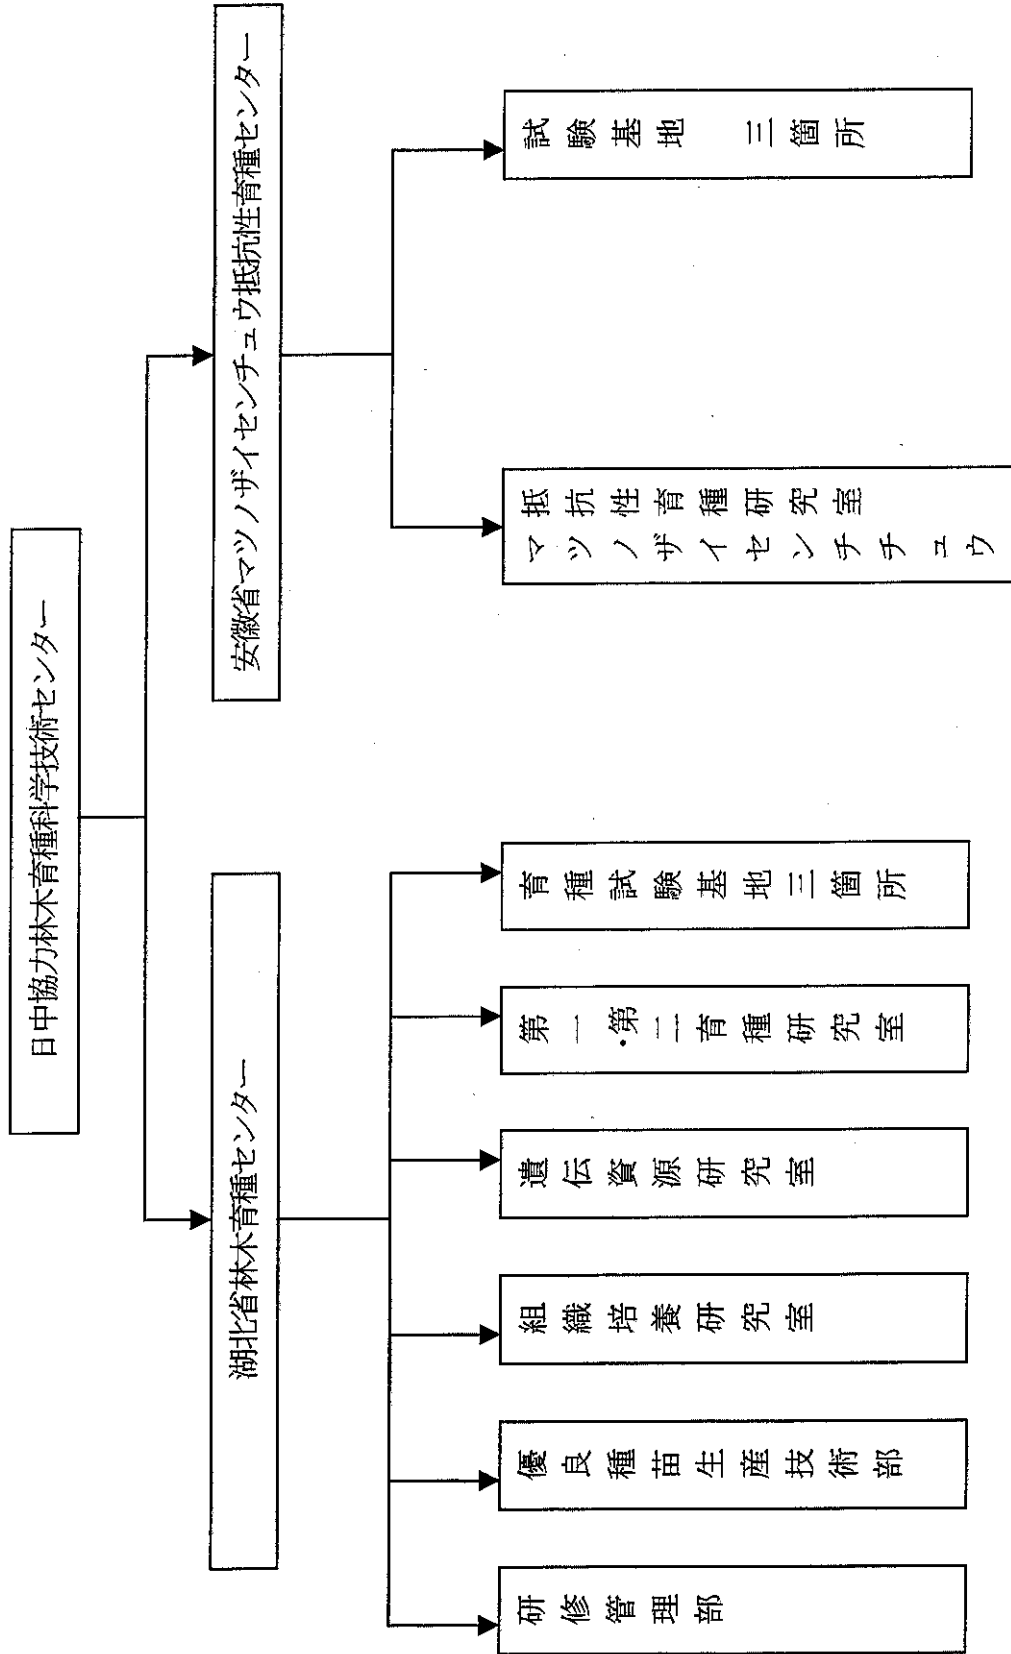 日中協力林木育種科学技術センター
湖北省林木育種センター
安徽省マツノザイセンチュウ抵抗性育種センター
研修管理部
優良種苗生産技術部
組織培養研究室
遺伝資源研究室
第一・第二育種研究室
育種試験基地三箇所
抵抗性育種研究室
マツノザイセンチチュウ
試験基地 三箇所